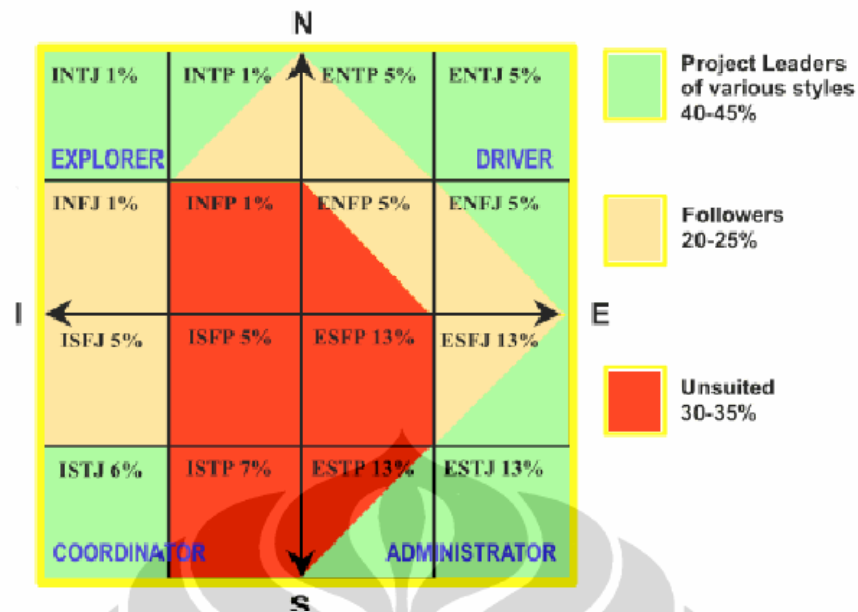 N
INTJ 1% INTP 1% ENTP 5% ENTJ 5%
EXPLORER DRIVER
INFJ 1% INFP 1% ENFP 5% ENFJ 5%
I E
ISFJ 5% ISFP 5% ESFP 13% ESFJ 13%
ISTJ 6% ISTP 7% ESTP 13% ESTJ 13%
COORDINATOR ADMINISTRATOR
S
Project Leaders
of various styles
40-45%
Followers
20-25%
Unsuited
30-35%